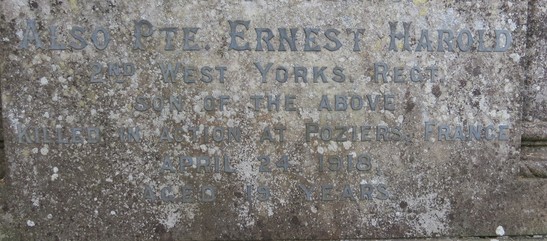 ALSO PTE. ERNEST HAROLD
2ND WEST YORKS. REGT
SON OF THE ABOVE
KILLED IN ACTION AT POZIERS, FRANCE
APRIL 24, 1918
AGED 18 YEARS.